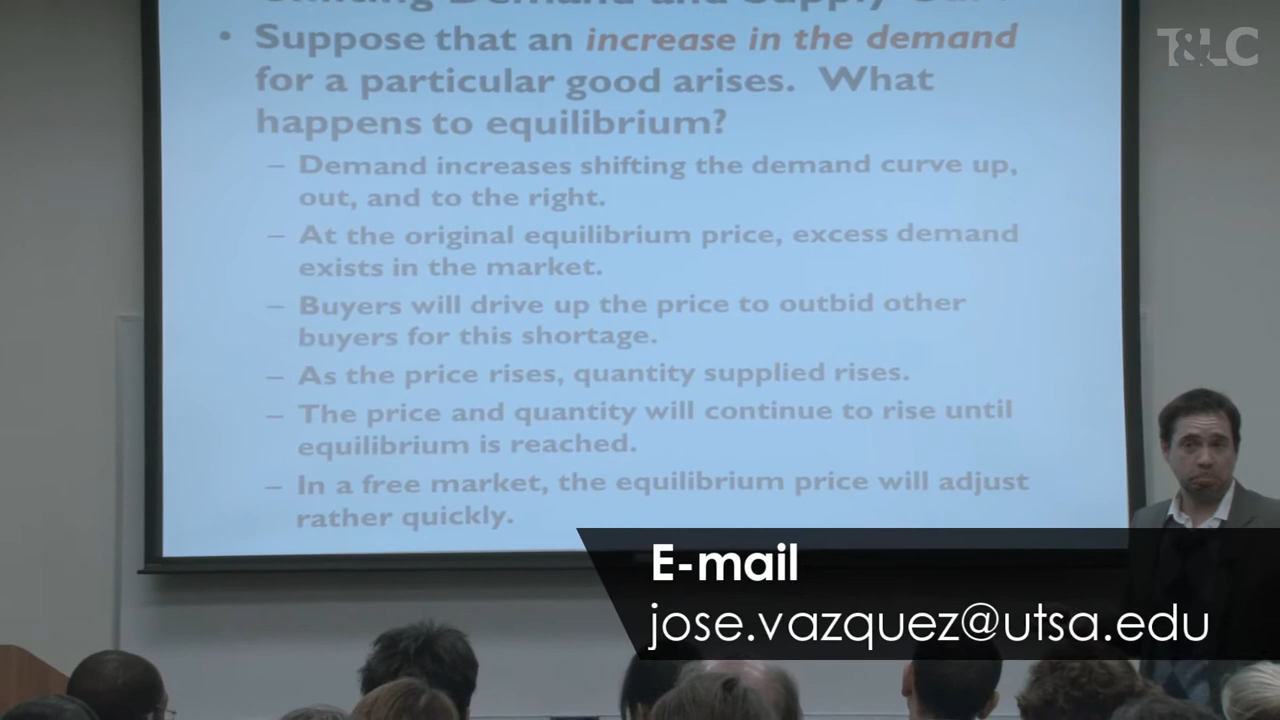 Shifting Demand and Supply
• Suppose that an increase in the demand
for a particular good arises. What
happens to equilibrium?
– Demand increases shifting the demand curve up,
out, and to the right.
– At the original equilibrium price, excess demand
exists in the market.
– Buyers will drive up the price to outbid other
buyers for this shortage.
– As the price rises, quantity supplied rises.
– The price and quantity will continue to rise until
equilibrium is reached.
– In a free market, the equilibrium price will adjust
rather quickly.
T&LC
E-mail
jose.vazquez@utsa.edu